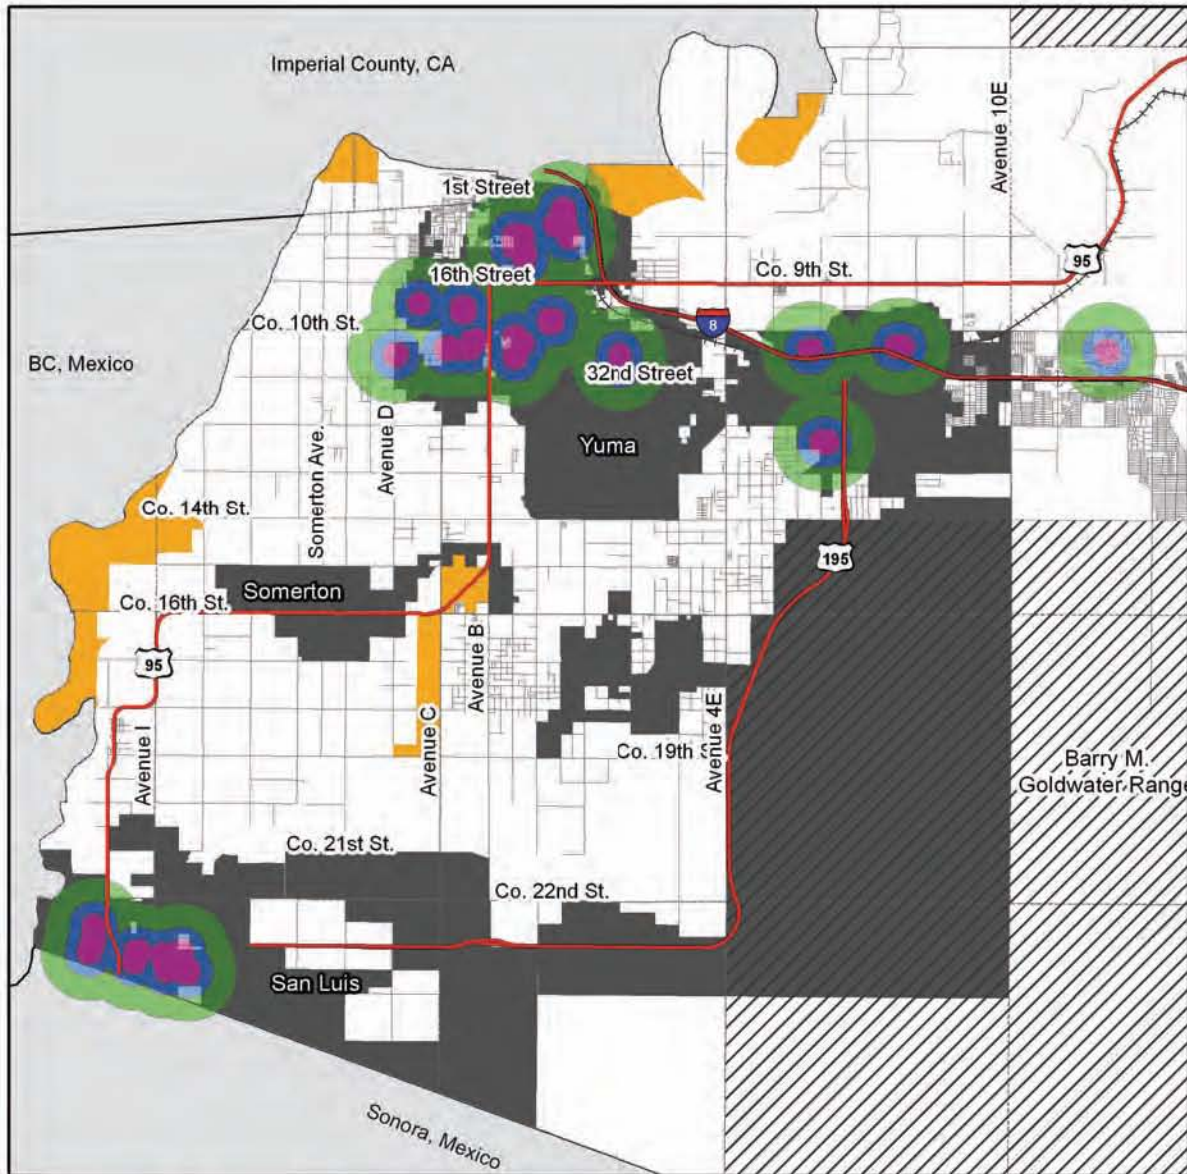 Imperial County, CA
Avenue 10E
1st Street
16th Street
Co. 9th St.
95
Co. 10th St.
8
BC, Mexico
32nd Street
Avenue D
Somerton Ave.
Yuma
Co. 14th St.
195
Somerton
Co. 16th St.
Avenue B
95
Avenue I
Avenue C
Avenue 4E
Co. 19th S
Barry M.
Goldwater Range
Co. 21st St.
Co. 22nd St.
San Luis
Sonora, Mexico